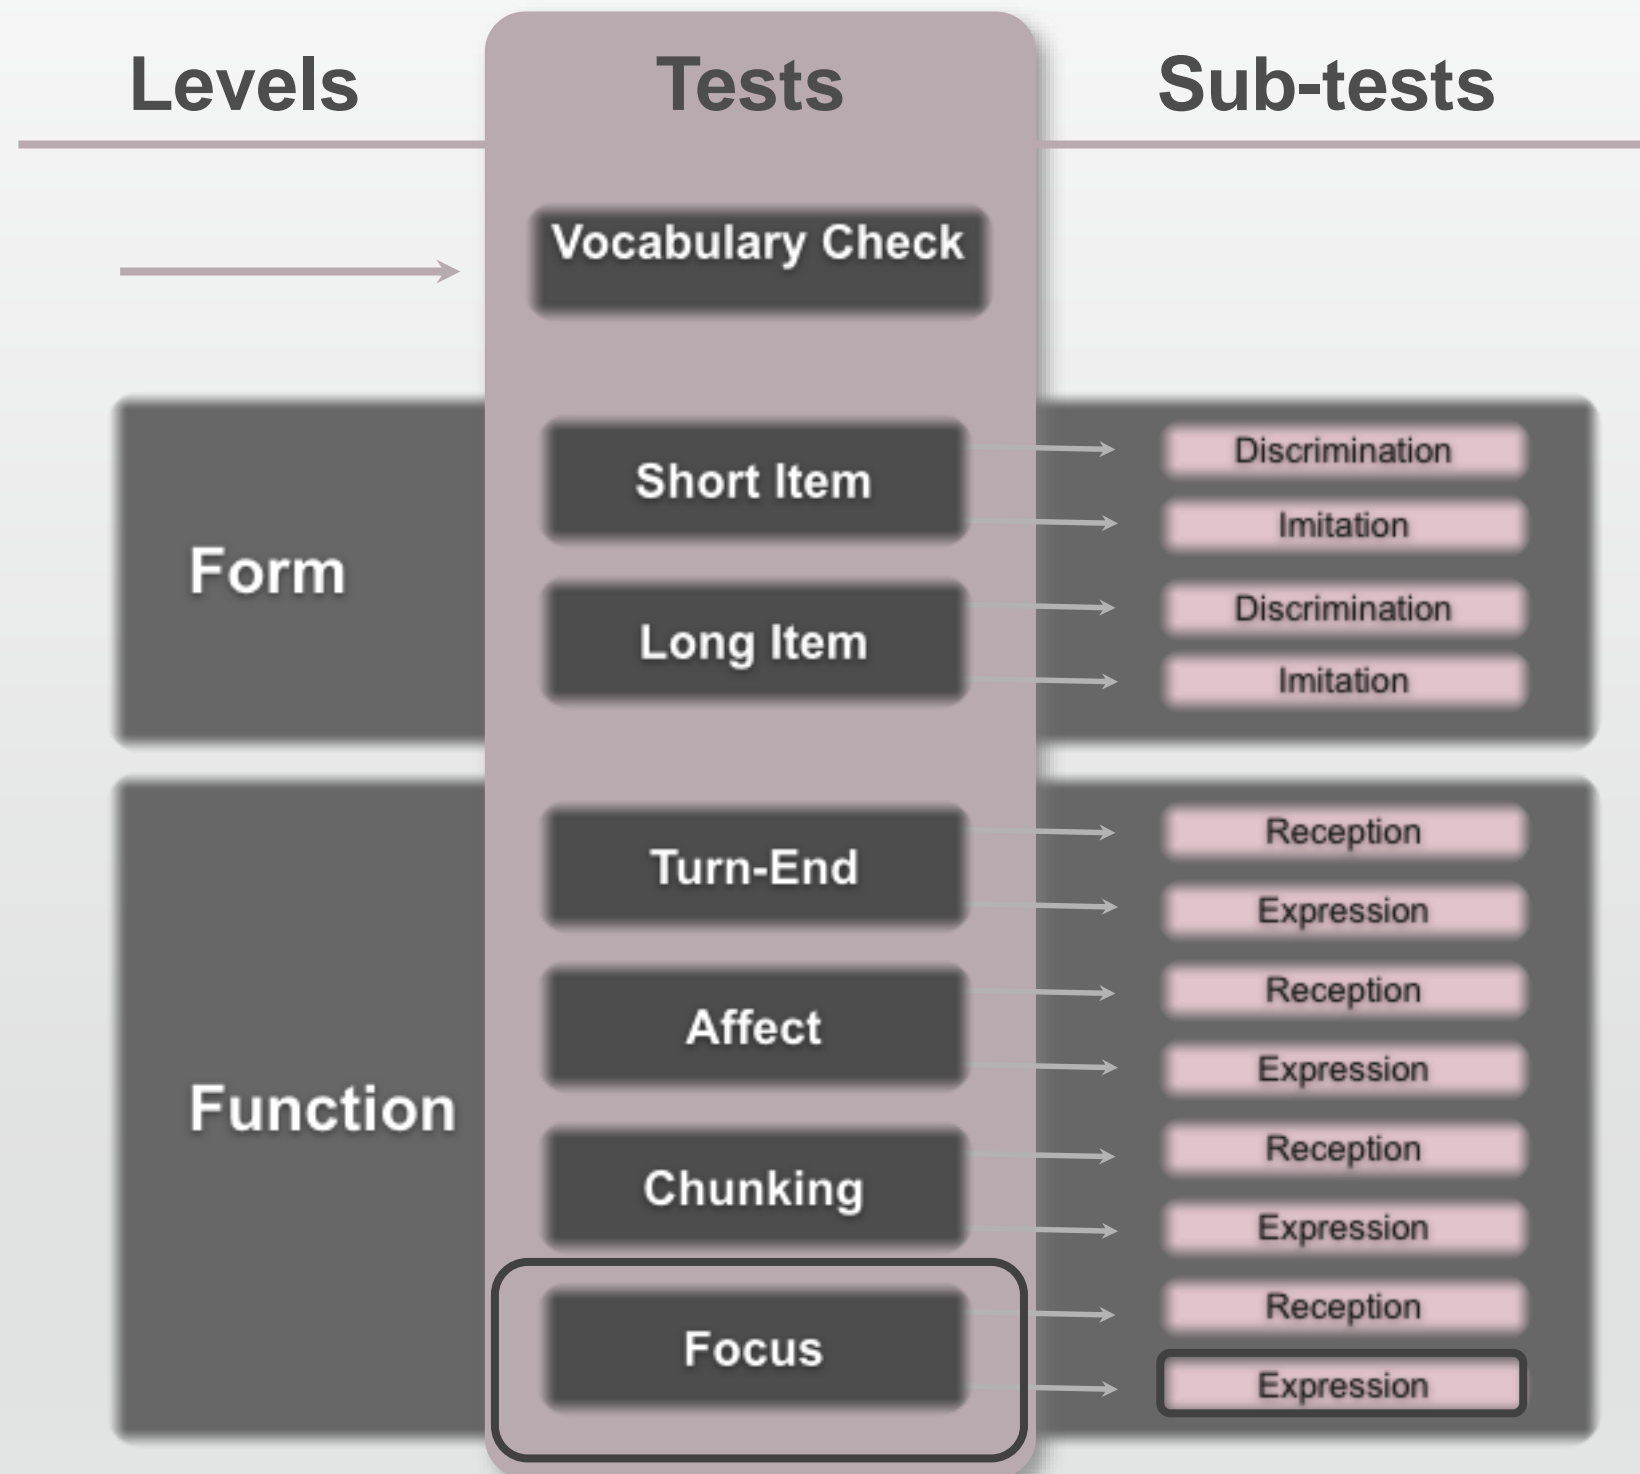 Levels
Tests
Sub-tests
Vocabulary Check
Form
Short Item
Discrimination
Imitation
Long Item
Discrimination
Imitation
Function
Turn-End
Reception
Expression
Affect
Reception
Expression
Chunking
Reception
Expression
Focus
Reception
Expression